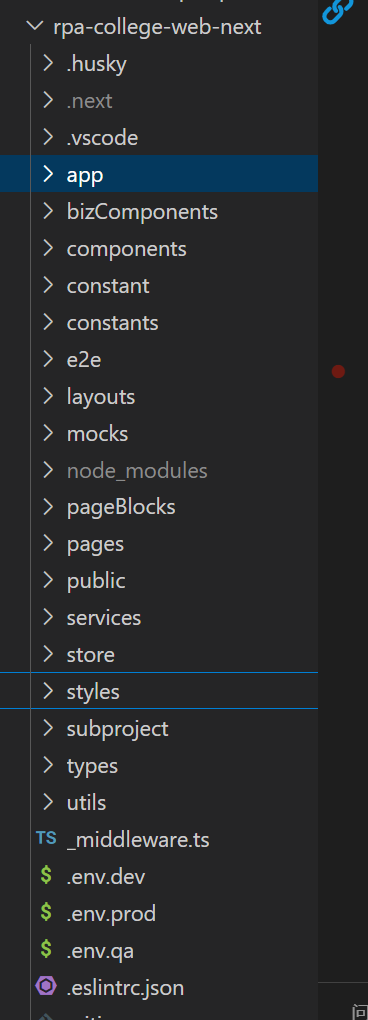 rpa-college-web-next
.husky
.next
.vscode
app
bizComponents
components
constant
constants
e2e
layouts
mocks
node_modules
pageBlocks
pages
public
services
store
styles
subproject
types
utils
TS _middleware.ts
$ .env.dev
$ .env.prod
$ .env.qa
.eslintrc.json